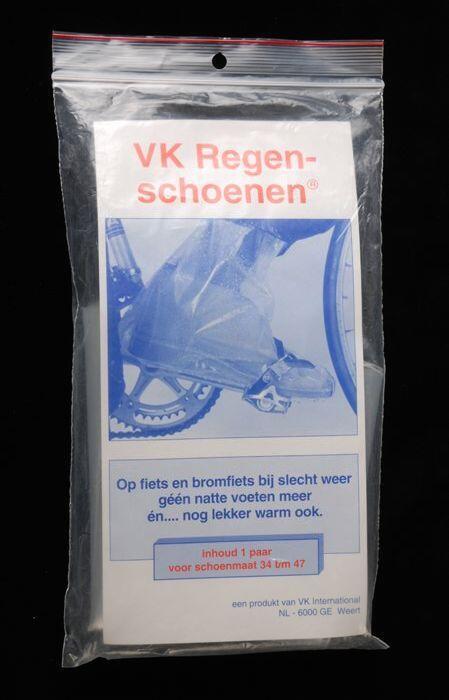 VK Regen-
schoenen®
Op fiets en bromfiets bij slecht weer
géén natte voeten meer
én.... nog lekker warm ook.
inhoud 1 paar
voor schoenmaat 34 t/m 47
een produkt van VK International
NL - 6000 GE Weert